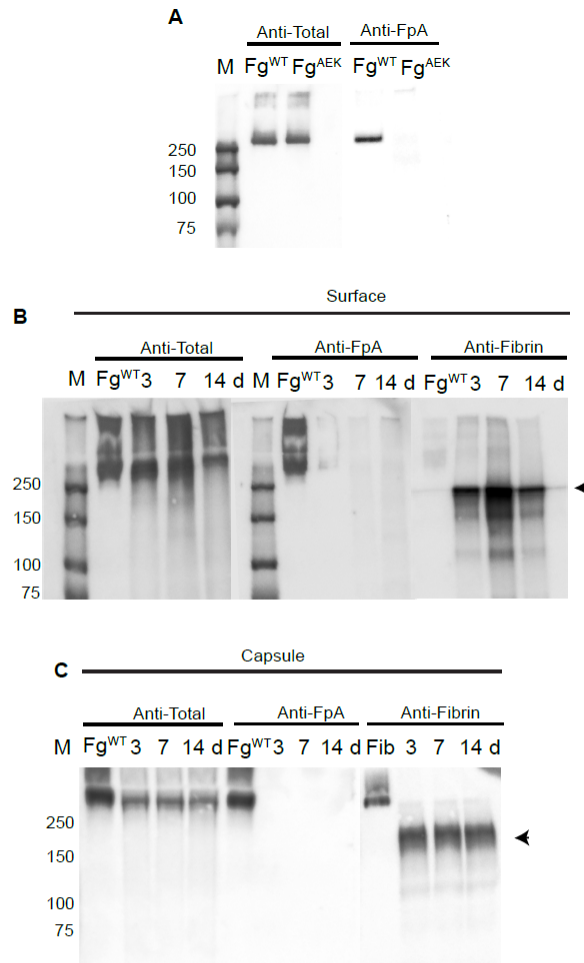 A
Anti-Total Anti-FpA
M Fg^WT Fg^AEK Fg^WT Fg^AEK
250
150
100
75
Surface
B
Anti-Total Anti-FpA Anti-Fibrin
M Fg^WT 3 7 14 d M Fg^WT 3 7 14 d Fg^WT 3 7 14 d
250
150
100
75
Capsule
C
Anti-Total Anti-FpA Anti-Fibrin
M Fg^WT 3 7 14 d Fg^WT 3 7 14 d Fib 3 7 14 d
250
150
100
75